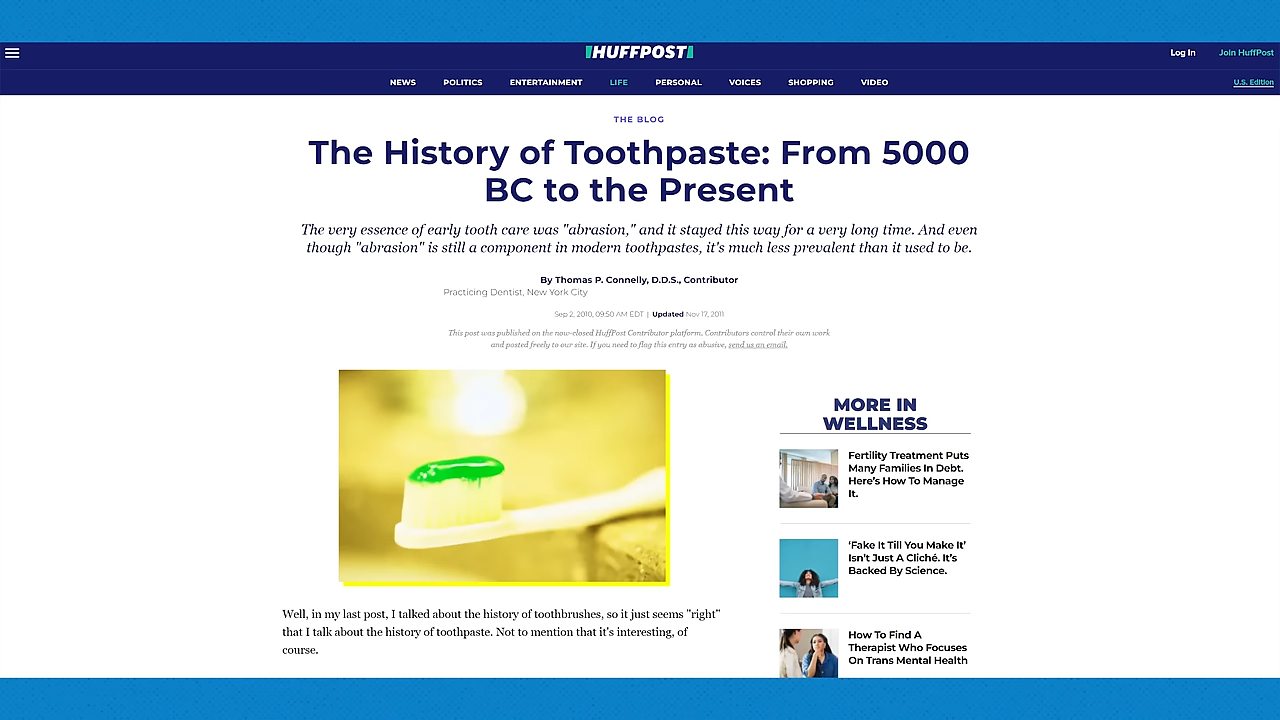 HUFFPOST
Log In
Join HuffPost
NEWS
POLITICS
ENTERTAINMENT
LIFE
PERSONAL
VOICES
SHOPPING
VIDEO
U.S. Edition
THE BLOG
The History of Toothpaste: From 5000
BC to the Present
The very essence of early tooth care was "abrasion," and it stayed this way for a very long time. And even
though "abrasion" is still a component in modern toothpastes, it's much less prevalent than it used to be.
By Thomas P. Connelly, D.D.S., Contributor
Practicing Dentist, New York City
Sep 2, 2010, 09:50 AM EDT | Updated Nov 17, 2011
This post was published on the now-closed HuffPost Contributor platform. Contributors control their own work
and posted freely to our site. If you need to flag this entry as abusive, send us an email.
Well, in my last post, I talked about the history of toothbrushes, so it just seems "right"
that I talk about the history of toothpaste. Not to mention that it's interesting, of
course.
MORE IN
WELLNESS
Fertility Treatment Puts
Many Families In Debt.
Here's How To Manage
It.
‘Fake It Till You Make It’
Isn't Just A Cliché. It's
Backed By Science.
How To Find A
Therapist Who Focuses
On Trans Mental Health